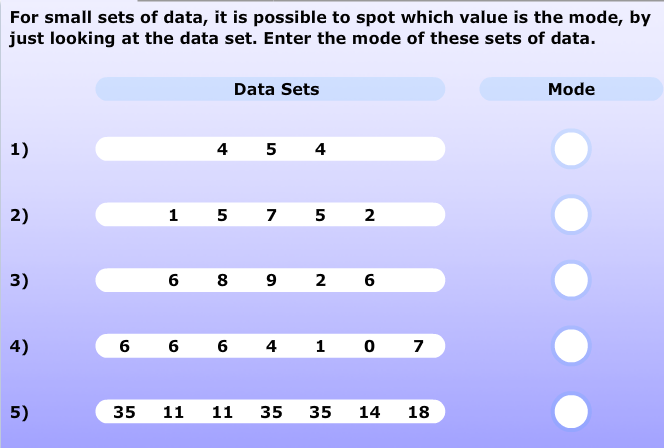 For small sets of data, it is possible to spot which value is the mode, by
just looking at the data set. Enter the mode of these sets of data.
Data Sets Mode
1) 4 5 4
2) 1 5 7 5 2
3) 6 8 9 2 6
4) 6 6 6 4 1 0 7
5) 35 11 11 35 35 14 18